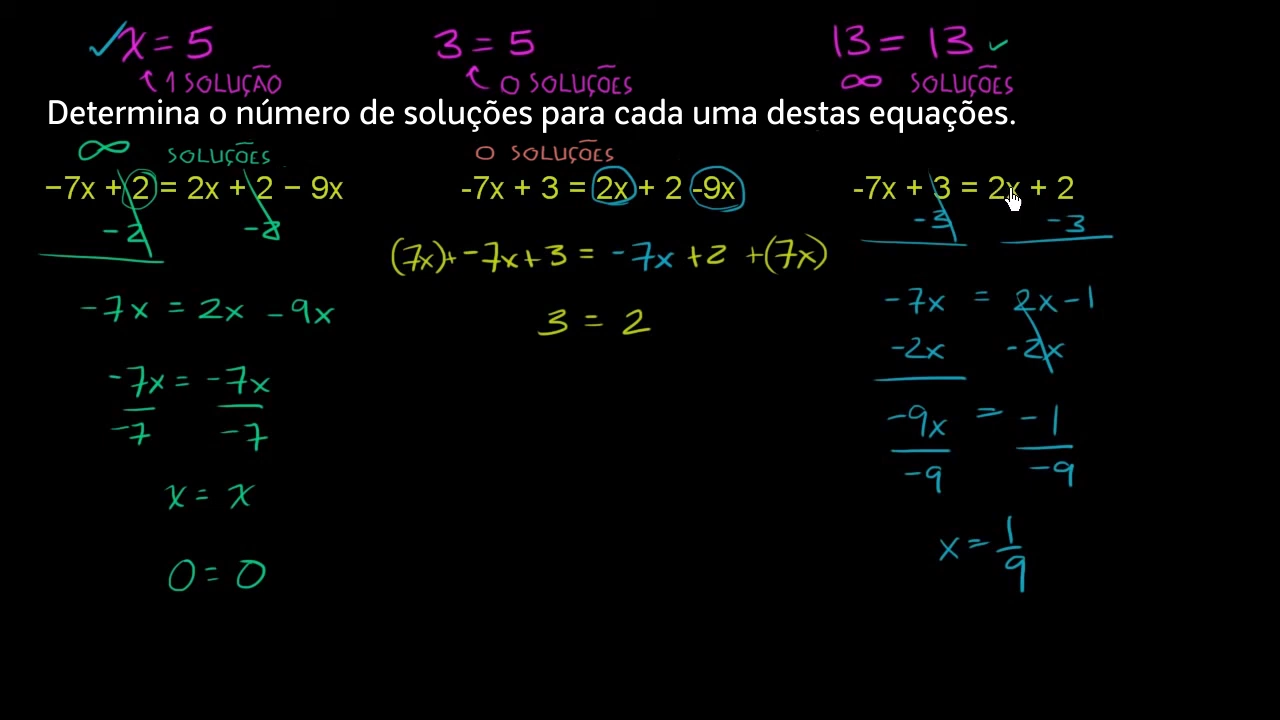 ✓ x = 5
↖ 1 SOLUÇÃO
3 = 5
↖ 0 SOLUÇÕES
13 = 13 ✓
∞ SOLUÇÕES
Determina o número de soluções para cada uma destas equações.
∞ SOLUÇÕES
−7x + 2 = 2x + 2 − 9x
-2 -2
-7x = 2x - 9x
-7x = -7x
-7 -7
x = x
0 = 0
0 SOLUÇÕES
-7x + 3 = 2x + 2 -9x
(7x)+ -7x+3 = -7x +2 +(7x)
3 = 2
-7x + 3 = 2x + 2
-3 -3
-7x = 2x-1
-2x -2x
-9x = -1
-9 -9
x = 1/9